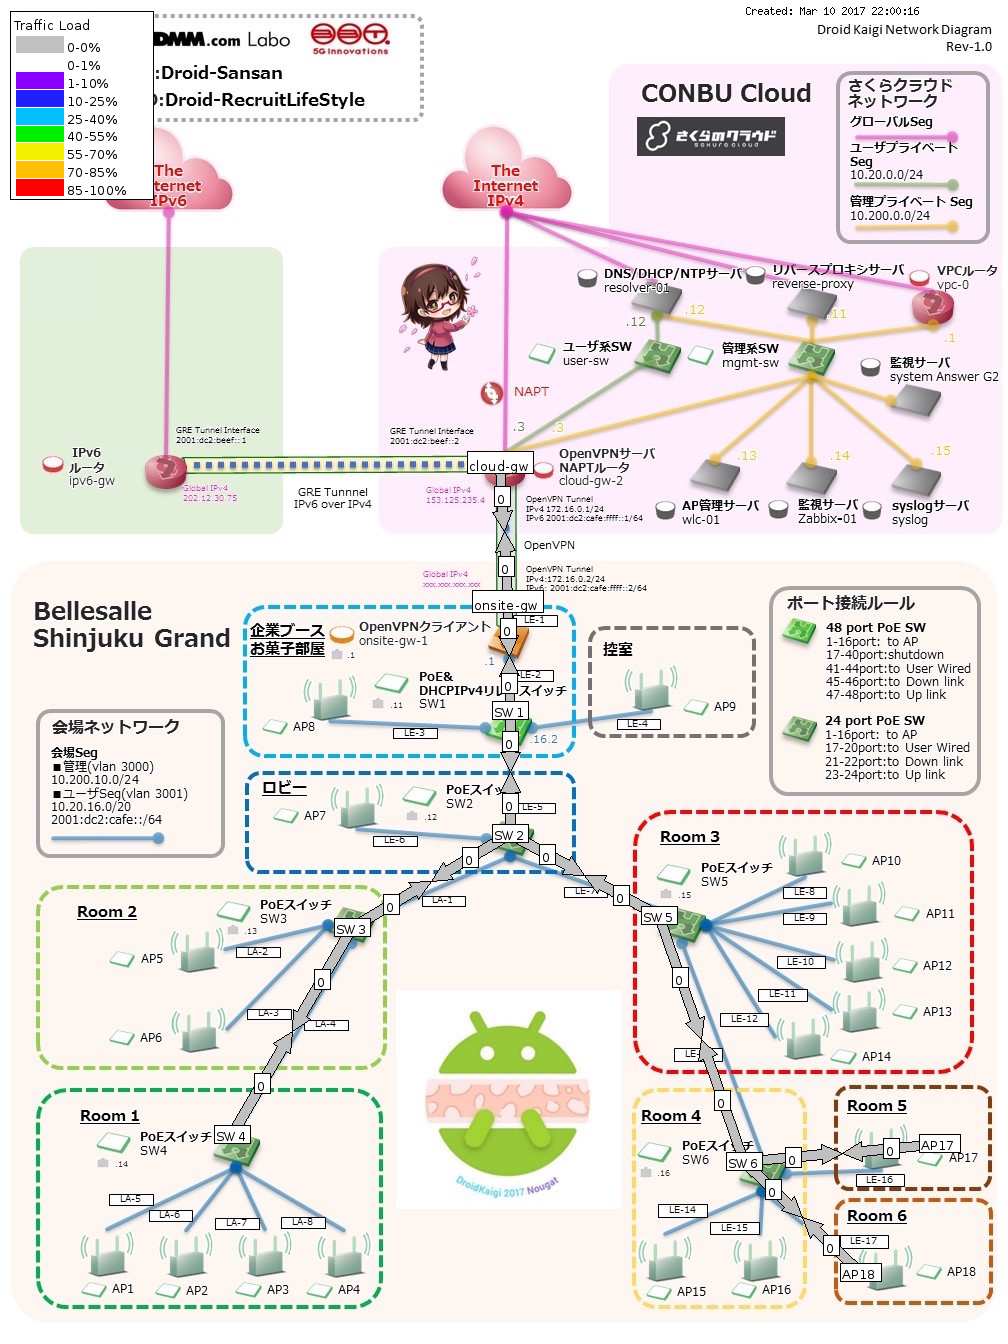 Created: Mar 10 2017 22:00:16
Droid Kaigi Network Diagram
Rev-1.0
Traffic Load
0-0%
0-1%
1-10%
10-25%
25-40%
40-55%
55-70%
70-85%
85-100%
DMM.com Labo
5G innovations
:Droid-Sansan
:Droid-RecruitLifeStyle
The
Internet
IPv6
The
Internet
IPv4
CONBU Cloud
さくらのクラウド
SAKURA CLOUD
さくらクラウド
ネットワーク
グローバルSeg
ユーザプライベート
Seg
10.20.0.0/24
管理プライベート Seg
10.200.0.0/24
DNS/DHCP/NTPサーバ
resolver-01
リバースプロキシサーバ
reverse-proxy
VPCルータ
vpc-0
.12
.12
.11
.1
ユーザ系SW
user-sw
管理系SW
mgmt-sw
監視サーバ
system Answer G2
NAPT
.3
.3
.13
.14
.15
AP管理サーバ
wlc-01
監視サーバ
Zabbix-01
syslogサーバ
syslog
IPv6
ルータ
ipv6-gw
GRE Tunnel Interface
2001:dc2:beef::1
GRE Tunnel Interface
2001:dc2:beef::2
Global IPv4
202.12.30.75
GRE Tunnnel
IPv6 over IPv4
cloud-gw
OpenVPNサーバ
NAPTルータ
cloud-gw-2
Global IPv4
153.125.235.4
0
OpenVPN Tunnel
IPv4 172.16.0.1/24
IPv6 2001:dc2:cafe:ffff::1/64
OpenVPN
0
OpenVPN Tunnel
IPv4:172.16.0.2/24
IPv6: 2001:dc2:cafe:ffff::2/64
Global IPv4
xxx.xxx.xxx.xxx
Bellesalle
Shinjuku Grand
onsite-gw
LE-1
0
企業ブース
お菓子部屋
OpenVPNクライアント
onsite-gw-1
.1
.1
LE-2
0
PoE&
DHCPIPv4リレースイッチ
SW1
.11
SW 1
.16.2
0
AP8
LE-3
控室
LE-4
AP9
ポート接続ルール
48 port PoE SW
1-16port: to AP
17-40port:shutdown
41-44port:to User Wired
45-46port:to Down link
47-48port:to Up link
24 port PoE SW
1-16port: to AP
17-20port:to User Wired
21-22port:to Down link
23-24port:to Up link
会場ネットワーク
会場Seg
■管理(vlan 3000)
10.200.10.0/24
■ユーザSeg(vlan 3001)
10.20.16.0/20
2001:dc2:cafe::/64
ロビー
AP7
PoEスイッ
SW2
.12
LE-5
0
LE-6
SW 2
0
0
LA-1
0
0
Room 2
PoEスイッチ
SW3
.13
SW 3
AP5
LA-2
0
AP6
LA-3
LA-4
0
Room 3
PoEスイッチ
SW5
.15
SW 5
LE-8
AP10
LE-9
AP11
LE-10
AP12
LE-11
AP13
LE-12
AP14
0
0
Room 1
PoEスイッチ
SW4
.14
SW 4
LA-5
LA-6
LA-7
LA-8
AP1
AP2
AP3
AP4
DroidKaigi 2017 Nougat
Room 4
PoEスイッチ
SW6
.16
SW 6
0
0
LE-14
LE-15
AP15
AP16
Room 5
0
AP17
AP17
LE-16
Room 6
LE-17
0
AP18
AP18